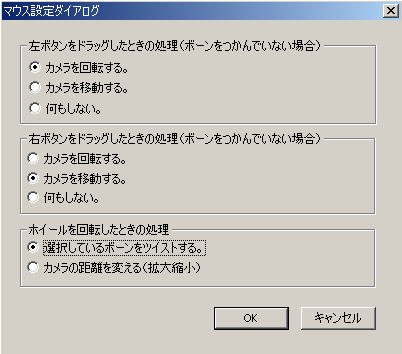 マウス設定ダイアログ
左ボタンをドラッグしたときの処理(ボーンをつかんでいない場合)
カメラを回転する。
カメラを移動する。
何もしない。
右ボタンをドラッグしたときの処理(ボーンをつかんでいない場合)
カメラを回転する。
カメラを移動する。
何もしない。
ホイールを回転したときの処理
選択しているボーンをツイストする。
カメラの距離を変える(拡大縮小)
OK キャンセル